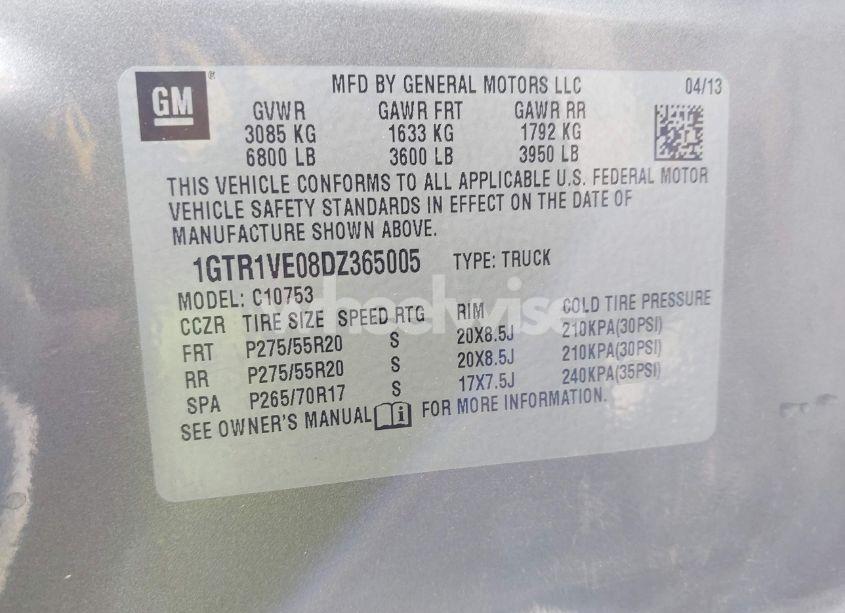 GM®
MFD BY GENERAL MOTORS LLC 04/13
GVWR GAWR FRT GAWR RR
3085 KG 1633 KG 1792 KG
6800 LB 3600 LB 3950 LB
THIS VEHICLE CONFORMS TO ALL APPLICABLE U.S. FEDERAL MOTOR
VEHICLE SAFETY STANDARDS IN EFFECT ON THE DATE OF
MANUFACTURE SHOWN ABOVE.
1GTR1VE08DZ365005 TYPE: TRUCK
MODEL: C10753
CCZR TIRE SIZE SPEED RTG RIM COLD TIRE PRESSURE
FRT P275/55R20 S 20X8.5J 210KPA(30PSI)
RR P275/55R20 S 20X8.5J 210KPA(30PSI)
SPA P265/70R17 S 17X7.5J 240KPA(35PSI)
SEE OWNER'S MANUAL i FOR MORE INFORMATION.
wheelwise